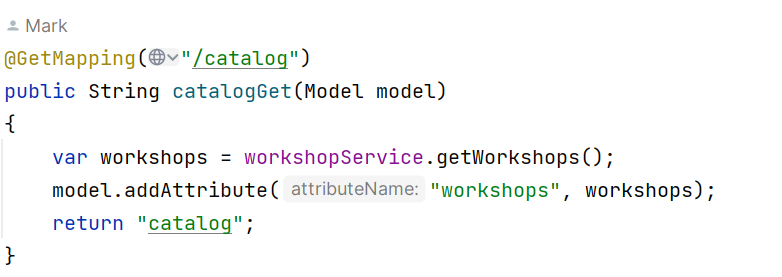 Mark
@GetMapping("/catalog")
public String catalogGet(Model model)
{
var workshops = workshopService.getWorkshops();
model.addAttribute( attributeName: "workshops", workshops);
return "catalog";
}